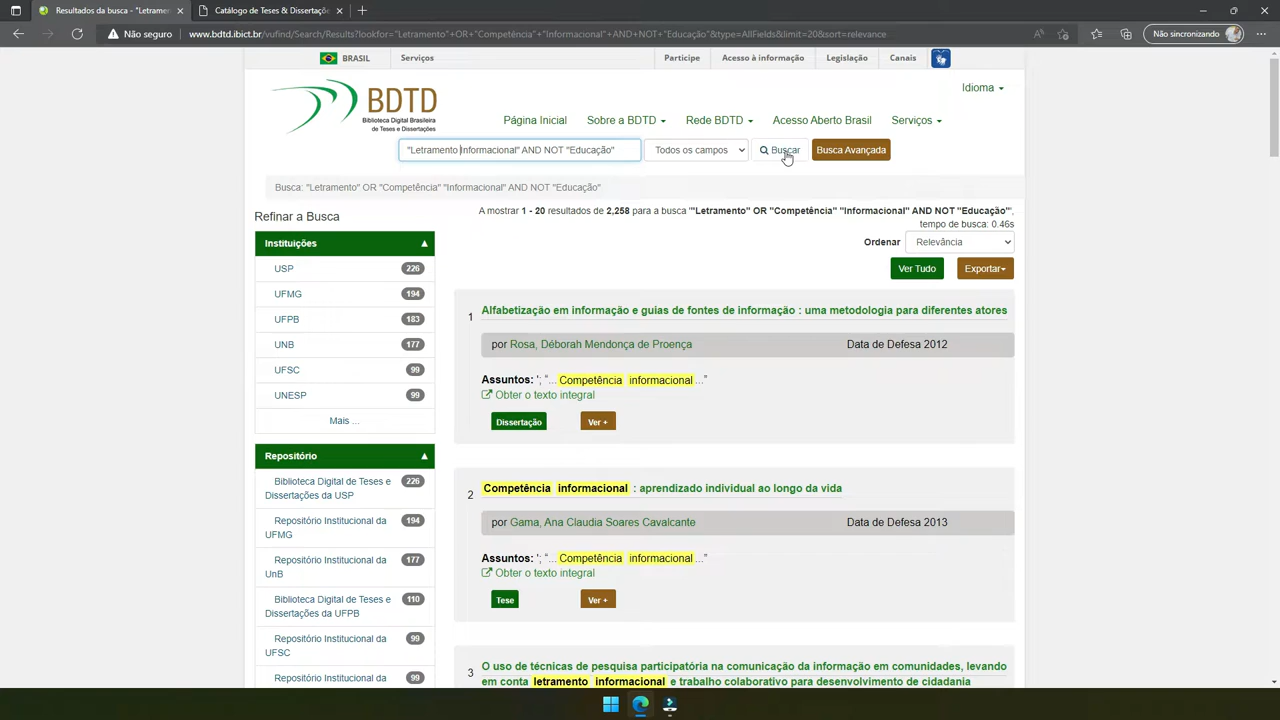 Resultados da busca: "Letramen
Catálogo de Teses & Dissertaçõe
Não seguro
www.bdtd.ibict.br/vufind/Search/Results?lookfor="Letramento"+OR+"Competência"+"Informacional"+AND+NOT+"Educação"&type=AllFields&limit=20&sort=relevance
Não sincronizando
BRASIL
Serviços
Participe
Acesso à informação
Legislação
Canais
Idioma
BDTD
Biblioteca Digital Brasileira
de Teses e Dissertações
Página Inicial
Sobre a BDTD
Rede BDTD
Acesso Aberto Brasil
Serviços
"Letramento Informacional" AND NOT "Educação"
Todos os campos
Buscar
Busca Avançada
Busca: "Letramento" OR "Competência" "Informacional" AND NOT "Educação"
Refinar a Busca
A mostrar 1 - 20 resultados de 2,258 para a busca '"Letramento" OR "Competência" "Informacional" AND NOT "Educação"',
tempo de busca: 0.46s
Ordenar
Relevância
Ver Tudo
Exportar
Instituições
USP 226
UFMG 194
UFPB 183
UNB 177
UFSC 99
UNESP 99
Mais ...
Repositório
Biblioteca Digital de Teses e 226
Dissertações da USP
Repositório Institucional da 194
UFMG
Repositório Institucional da 177
UnB
Biblioteca Digital de Teses e 110
Dissertações da UFPB
Repositório Institucional da 99
UFSC
Repositório Institucional da 99
1 Alfabetização em informação e guias de fontes de informação : uma metodologia para diferentes atores
por Rosa, Déborah Mendonça de Proença
Data de Defesa 2012
Assuntos: '; “... Competência informacional ...”
Obter o texto integral
Dissertação
Ver +
2 Competência informacional : aprendizado individual ao longo da vida
por Gama, Ana Claudia Soares Cavalcante
Data de Defesa 2013
Assuntos: '; “... Competência informacional ...”
Obter o texto integral
Tese
Ver +
3 O uso de técnicas de pesquisa participatória na comunicação da informação em comunidades, levando
em conta letramento informacional e trabalho colaborativo para desenvolvimento de cidadania